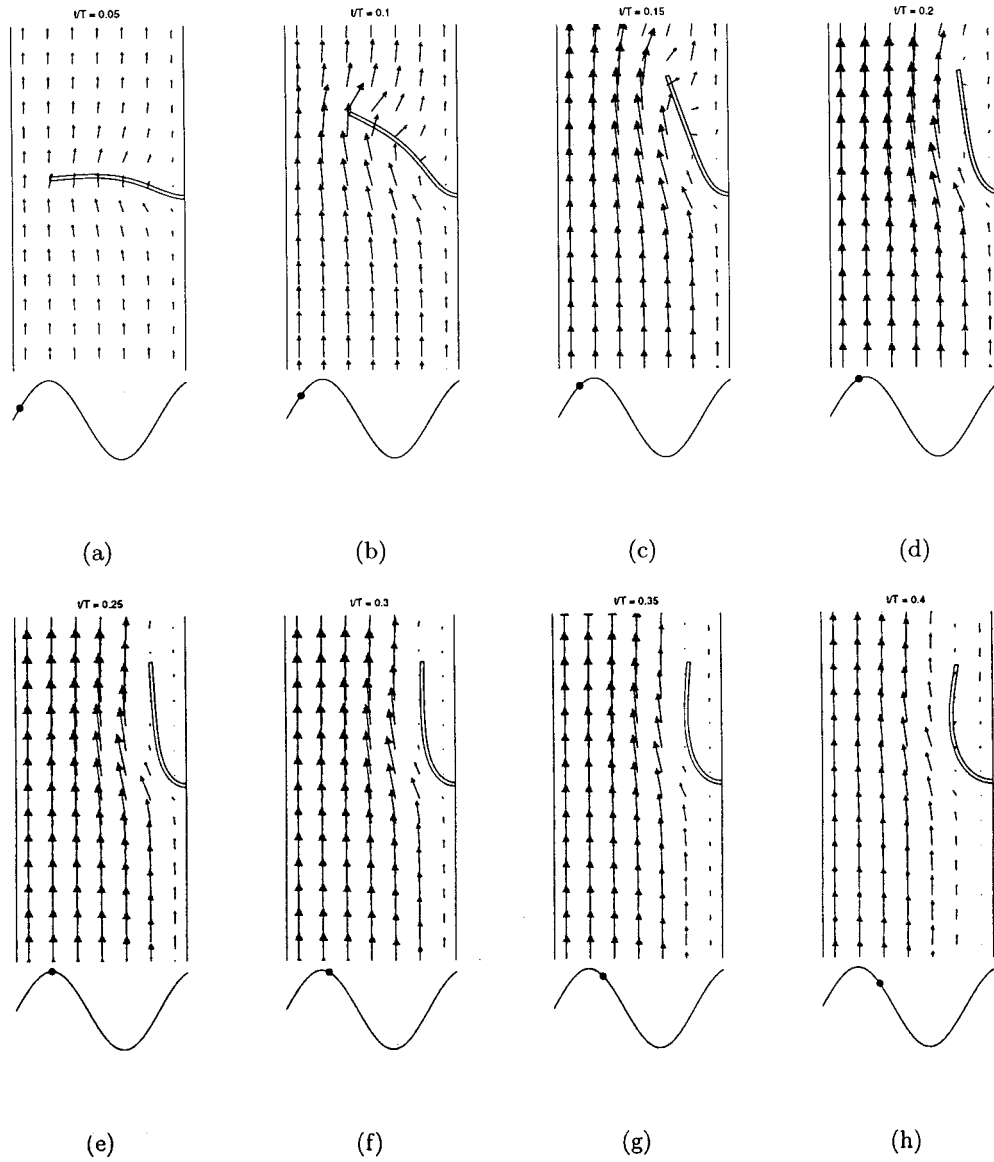 t/T = 0.05
t/T = 0.1
t/T = 0.15
t/T = 0.2
(a)
(b)
(c)
(d)
t/T = 0.25
t/T = 0.3
t/T = 0.35
t/T = 0.4
(e)
(f)
(g)
(h)